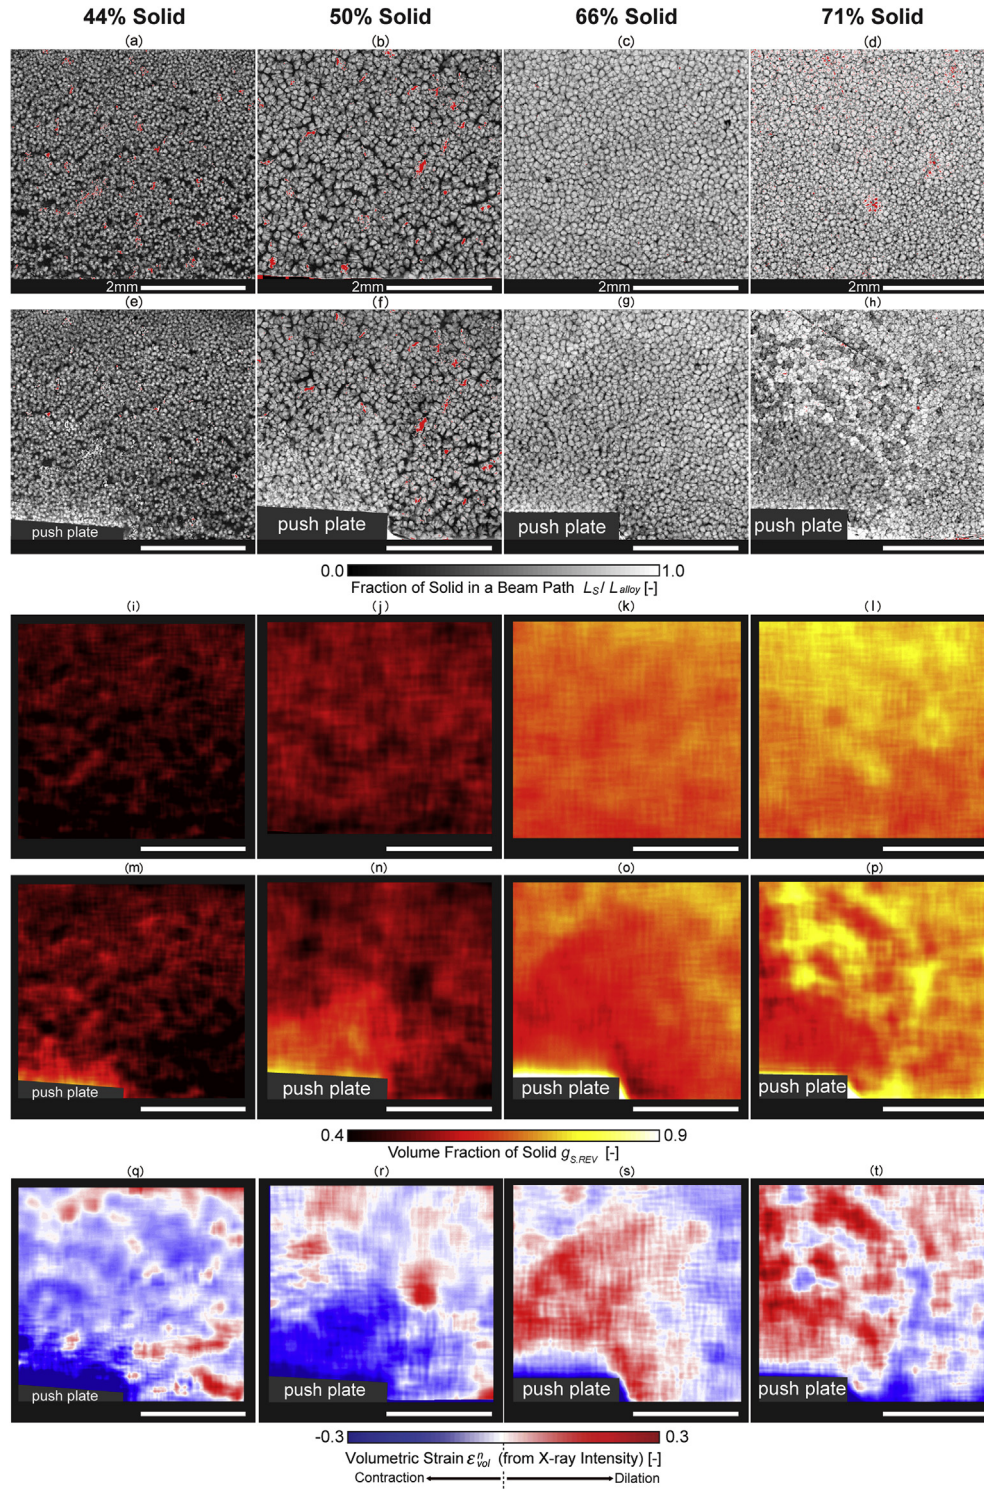 44% Solid 50% Solid 66% Solid 71% Solid
(a) (b) (c) (d)
2mm 2mm 2mm 2mm
(e) (f) (g) (h)
push plate push plate push plate push plate
0.0 1.0
Fraction of Solid in a Beam Path L_S / L_alloy [-]
(i) (j) (k) (l)
(m) (n) (o) (p)
push plate push plate push plate push plate
0.4 0.9
Volume Fraction of Solid g_S.REV [-]
(q) (r) (s) (t)
push plate push plate push plate push plate
-0.3 0.3
Volumetric Strain ε^n_vol (from X-ray Intensity) [-]
Contraction Dilation